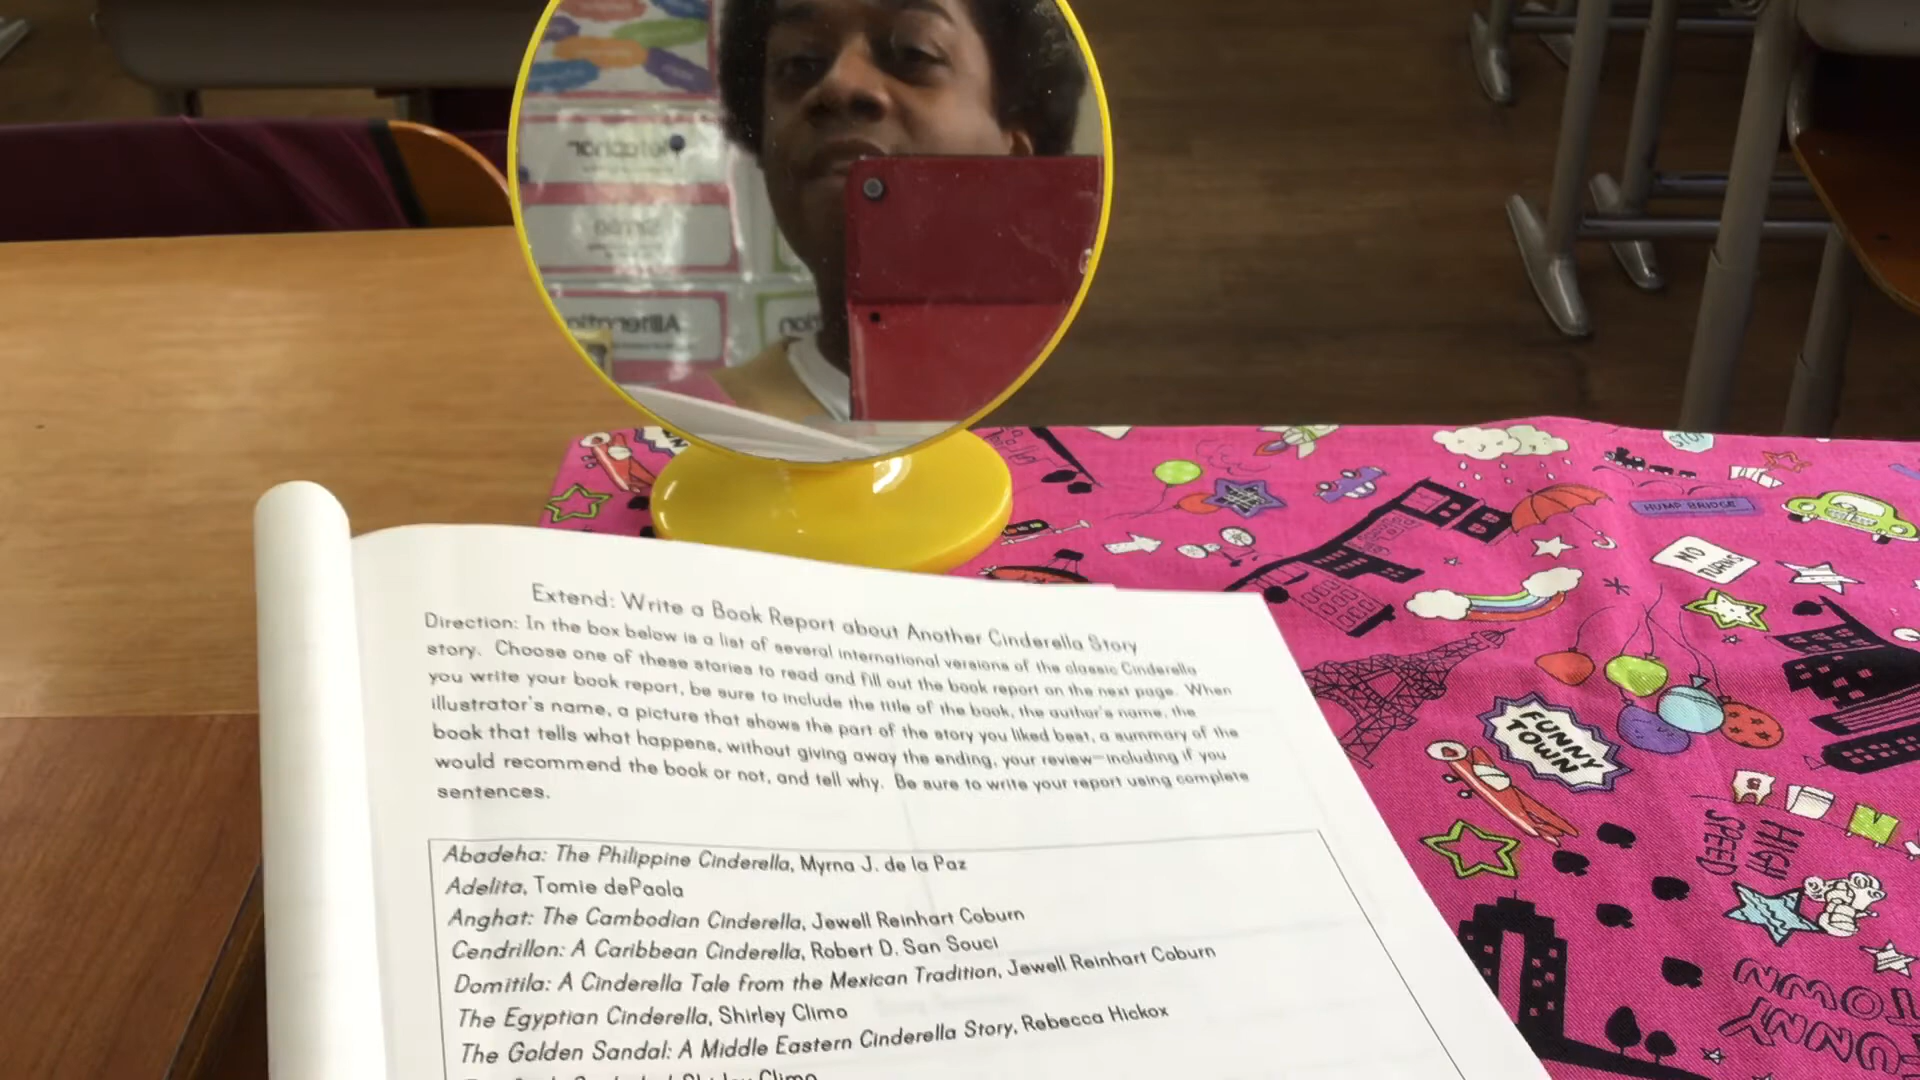 Metaphor
Simile
Alliteration
STOP
HUMP BRIDGE
NO TURNS
FUNNY TOWN
HIGH SPEED
FUNNY TOWN
Extend: Write a Book Report about Another Cinderella Story
Direction: In the box below is a list of several international versions of the classic Cinderella
story. Choose one of these stories to read and fill out the book report on the next page. When
you write your book report, be sure to include the title of the book, the author's name, the
illustrator's name, a picture that shows the part of the story you liked best, a summary of the
book that tells what happens, without giving away the ending, your review—including if you
would recommend the book or not, and tell why. Be sure to write your report using complete
sentences.
Abadeha: The Philippine Cinderella, Myrna J. de la Paz
Adelita, Tomie dePaola
Anghat: The Cambodian Cinderella, Jewell Reinhart Coburn
Cendrillon: A Caribbean Cinderella, Robert D. San Souci
Domitila: A Cinderella Tale from the Mexican Tradition, Jewell Reinhart Coburn
The Egyptian Cinderella, Shirley Climo
The Golden Sandal: A Middle Eastern Cinderella Story, Rebecca Hickox
Shirley Climo